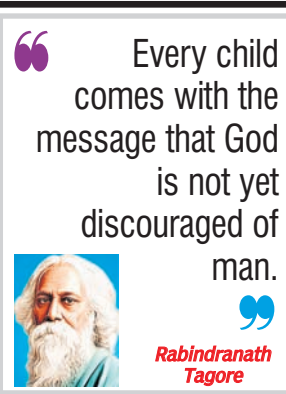 ❝ Every child
comes with the
message that God
is not yet
discouraged of
man.
❞
Rabindranath
Tagore